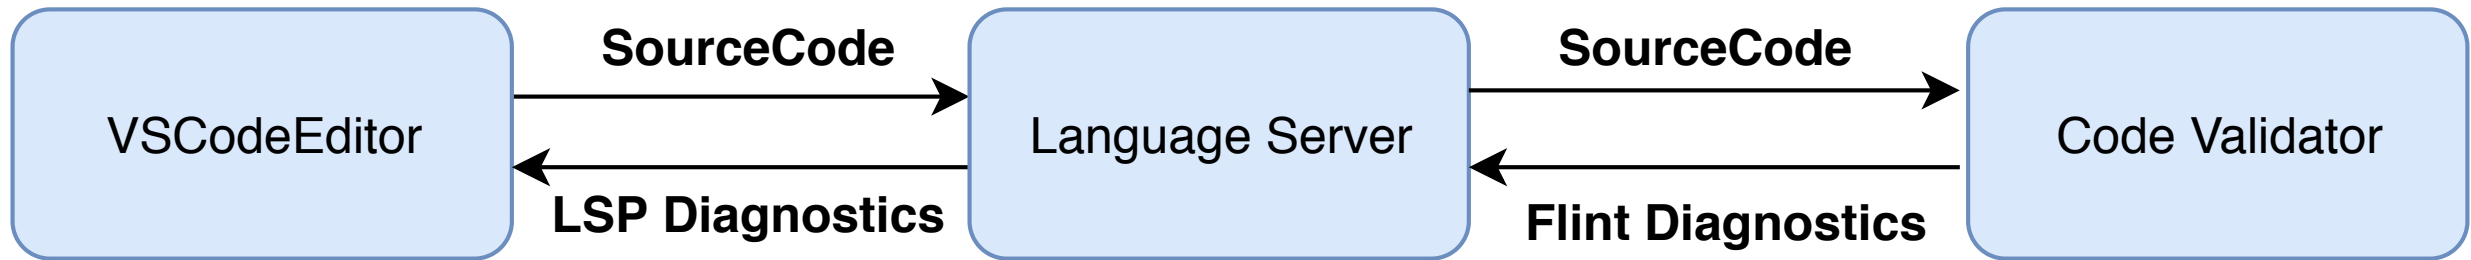 VSCodeEditor
SourceCode
LSP Diagnostics
Language Server
SourceCode
Flint Diagnostics
Code Validator